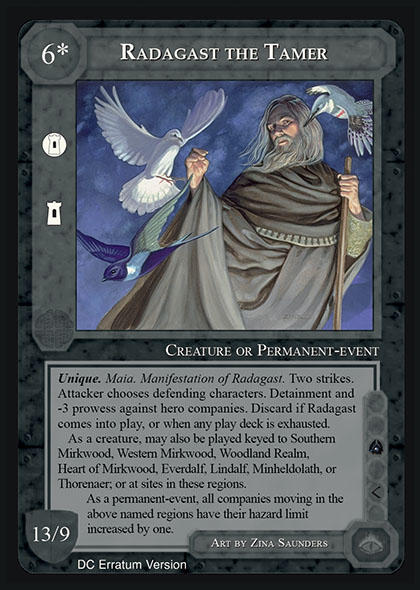 6*
RADAGAST THE TAMER
CREATURE OR PERMANENT-EVENT
Unique. Maia. Manifestation of Radagast. Two strikes.
Attacker chooses defending characters. Detainment and
-3 prowess against hero companies. Discard if Radagast
comes into play, or when any play deck is exhausted.
As a creature, may also be played keyed to Southern
Mirkwood, Western Mirkwood, Woodland Realm,
Heart of Mirkwood, Everdalf, Lindalf, Minheldolath, or
Thorenaer; or at sites in these regions.
As a permanent-event, all companies moving in the
above named regions have their hazard limit
increased by one.
13/9
ART BY ZINA SAUNDERS
DC Erratum Version